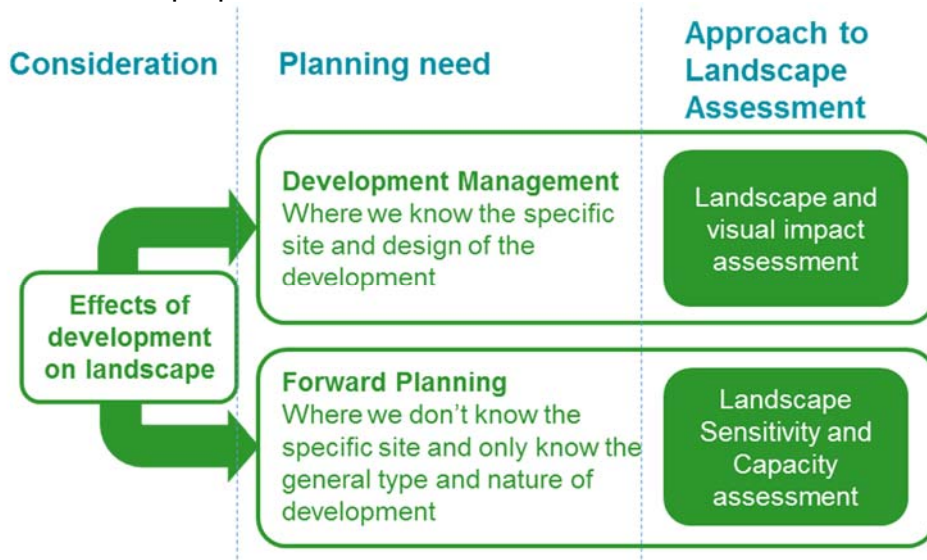 Consideration
Planning need
Approach to
Landscape
Assessment
Effects of
development
on landscape
Development Management
Where we know the specific
site and design of the
development
Landscape and
visual impact
assessment
Forward Planning
Where we don't know the
specific site and only know the
general type and nature of
development
Landscape
Sensitivity and
Capacity
assessment